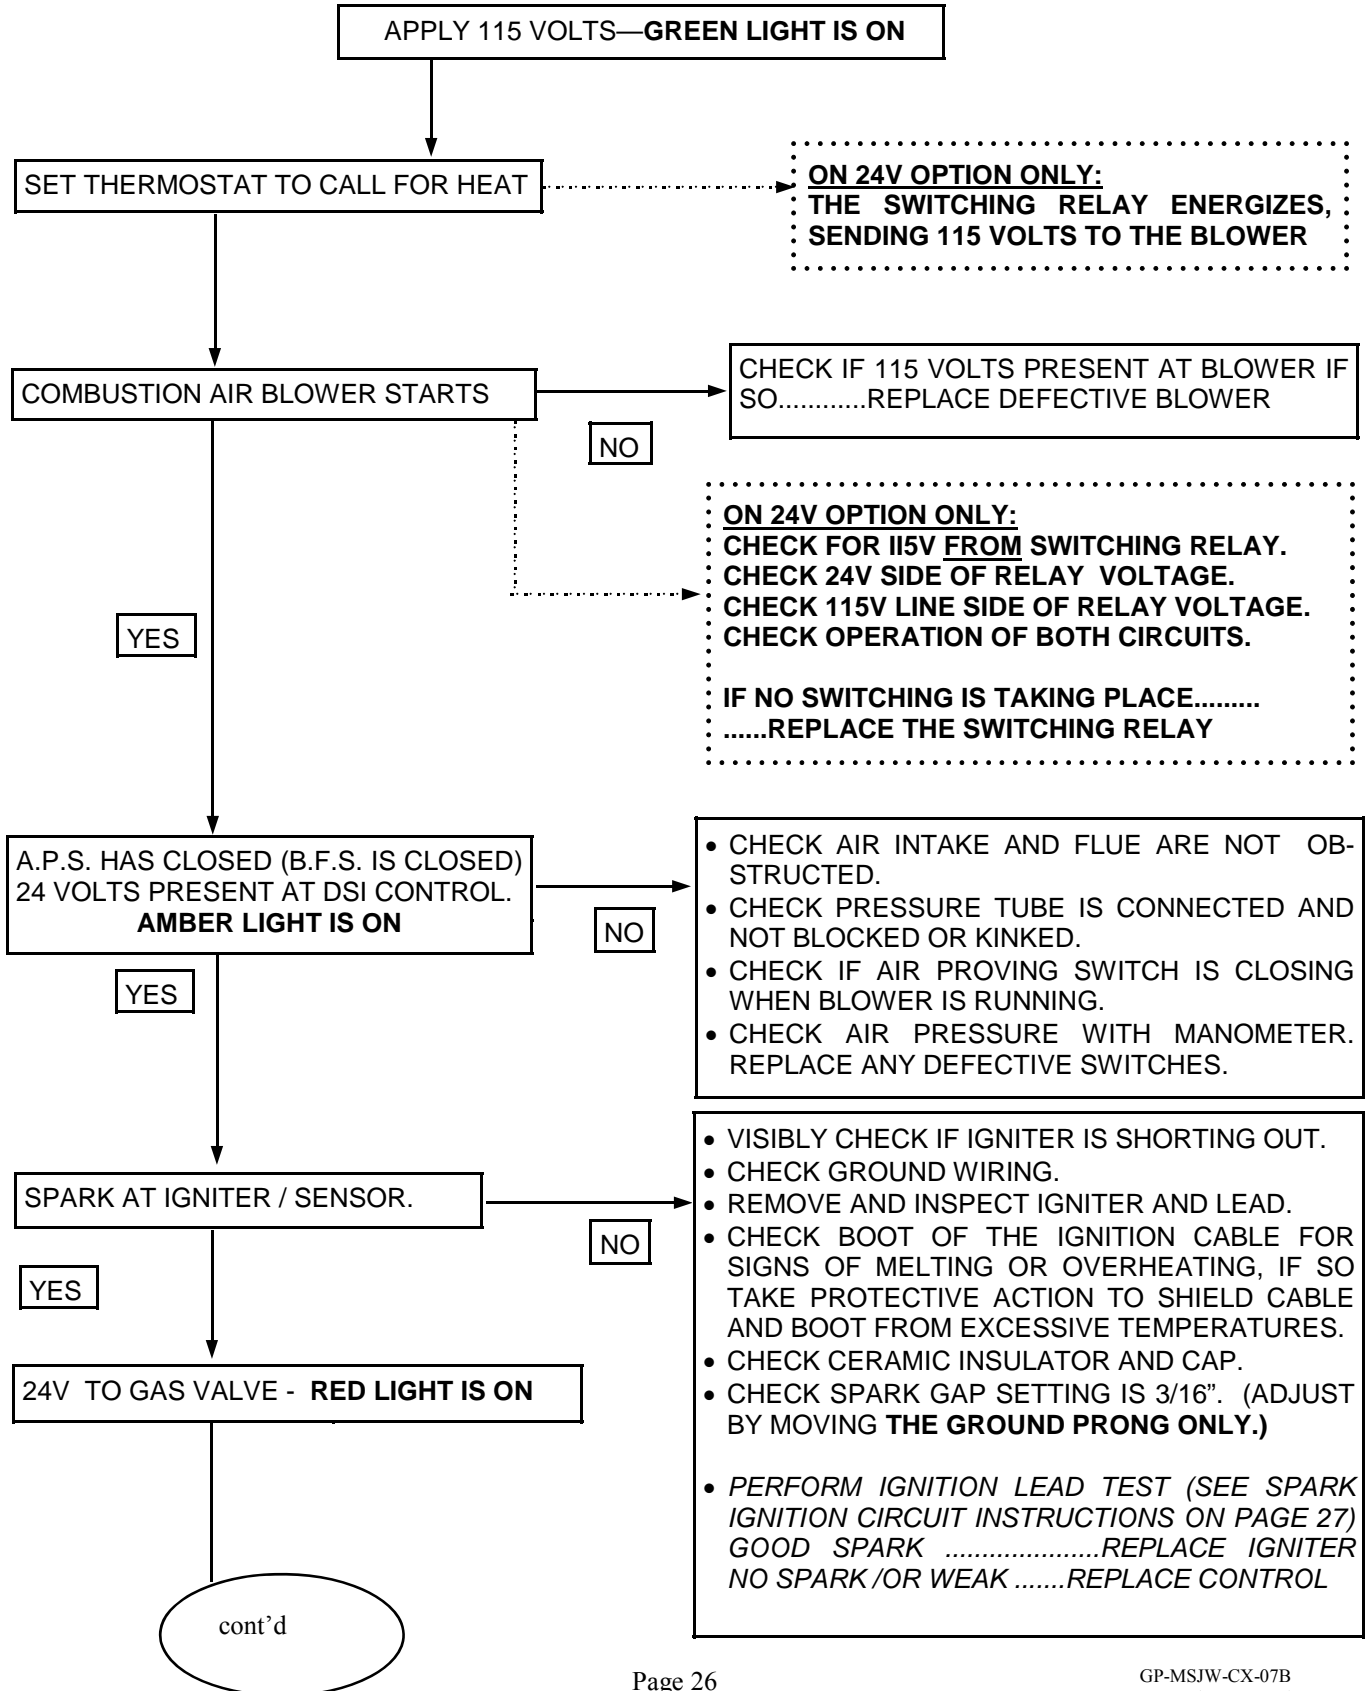 APPLY 115 VOLTS—GREEN LIGHT IS ON
SET THERMOSTAT TO CALL FOR HEAT
ON 24V OPTION ONLY:
THE SWITCHING RELAY ENERGIZES,
SENDING 115 VOLTS TO THE BLOWER
COMBUSTION AIR BLOWER STARTS
CHECK IF 115 VOLTS PRESENT AT BLOWER IF
SO............REPLACE DEFECTIVE BLOWER
NO
ON 24V OPTION ONLY:
CHECK FOR II5V FROM SWITCHING RELAY.
CHECK 24V SIDE OF RELAY VOLTAGE.
CHECK 115V LINE SIDE OF RELAY VOLTAGE.
CHECK OPERATION OF BOTH CIRCUITS.
IF NO SWITCHING IS TAKING PLACE.........
......REPLACE THE SWITCHING RELAY
YES
A.P.S. HAS CLOSED (B.F.S. IS CLOSED)
24 VOLTS PRESENT AT DSI CONTROL.
AMBER LIGHT IS ON
NO
• CHECK AIR INTAKE AND FLUE ARE NOT OB-
STRUCTED.
• CHECK PRESSURE TUBE IS CONNECTED AND
NOT BLOCKED OR KINKED.
• CHECK IF AIR PROVING SWITCH IS CLOSING
WHEN BLOWER IS RUNNING.
• CHECK AIR PRESSURE WITH MANOMETER.
REPLACE ANY DEFECTIVE SWITCHES.
YES
SPARK AT IGNITER / SENSOR.
NO
• VISIBLY CHECK IF IGNITER IS SHORTING OUT.
• CHECK GROUND WIRING.
• REMOVE AND INSPECT IGNITER AND LEAD.
• CHECK BOOT OF THE IGNITION CABLE FOR
SIGNS OF MELTING OR OVERHEATING, IF SO
TAKE PROTECTIVE ACTION TO SHIELD CABLE
AND BOOT FROM EXCESSIVE TEMPERATURES.
• CHECK CERAMIC INSULATOR AND CAP.
• CHECK SPARK GAP SETTING IS 3/16”. (ADJUST
BY MOVING THE GROUND PRONG ONLY.)
• PERFORM IGNITION LEAD TEST (SEE SPARK
IGNITION CIRCUIT INSTRUCTIONS ON PAGE 27)
GOOD SPARK .....................REPLACE IGNITER
NO SPARK /OR WEAK .......REPLACE CONTROL
YES
24V TO GAS VALVE - RED LIGHT IS ON
cont’d
Page 26
GP-MSJW-CX-07B